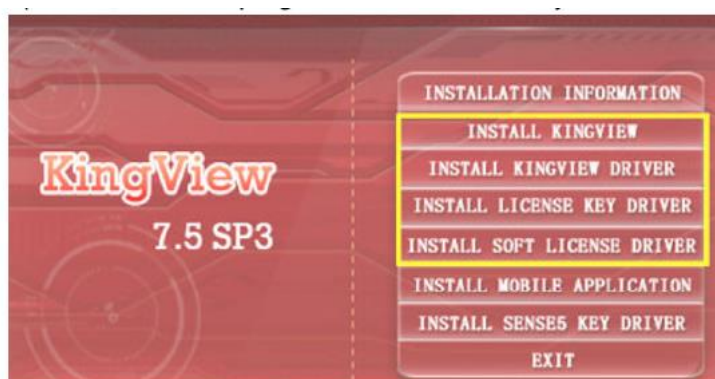 KingView
7.5 SP3
INSTALLATION INFORMATION
INSTALL KINGVIEW
INSTALL KINGVIEW DRIVER
INSTALL LICENSE KEY DRIVER
INSTALL SOFT LICENSE DRIVER
INSTALL MOBILE APPLICATION
INSTALL SENSE5 KEY DRIVER
EXIT